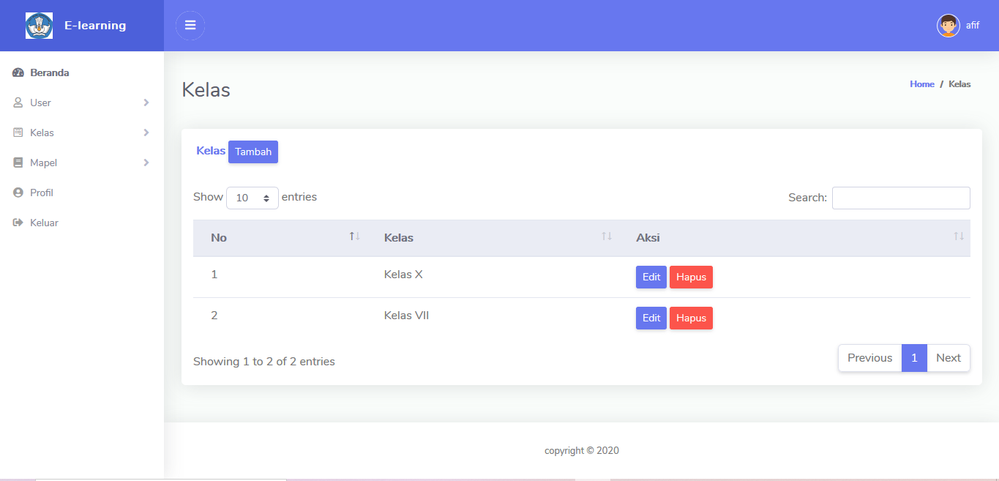 E-learning
afif
Beranda
User
Kelas
Mapel
Profil
Keluar
Kelas
Home / Kelas
Kelas Tambah
Show 10 entries
Search:
No Kelas Aksi
1 Kelas X Edit Hapus
2 Kelas VII Edit Hapus
Showing 1 to 2 of 2 entries
Previous 1 Next
copyright © 2020